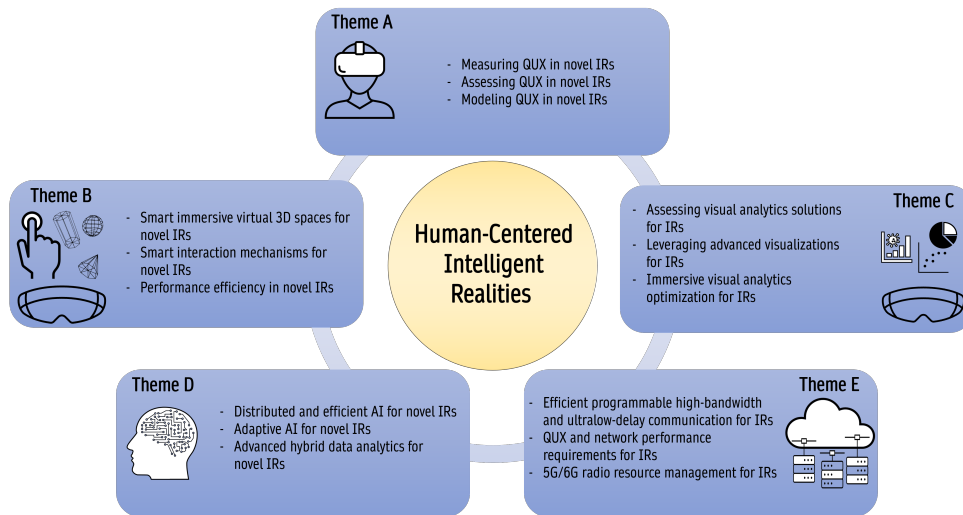 Theme A
- Measuring QUX in novel IRs
- Assessing QUX in novel IRs
- Modeling QUX in novel IRs
Theme B
- Smart immersive virtual 3D spaces for
novel IRs
- Smart interaction mechanisms for
novel IRs
- Performance efficiency in novel IRs
Human-Centered
Intelligent
Realities
Theme C
- Assessing visual analytics solutions
for IRs
- Leveraging advanced visualizations
for IRs
- Immersive visual analytics
optimization for IRs
Theme D
- Distributed and efficient AI for novel IRs
- Adaptive AI for novel IRs
- Advanced hybrid data analytics for
novel IRs
Theme E
- Efficient programmable high-bandwidth
and ultralow-delay communication for IRs
- QUX and network performance
requirements for IRs
- 5G/6G radio resource management for IRs